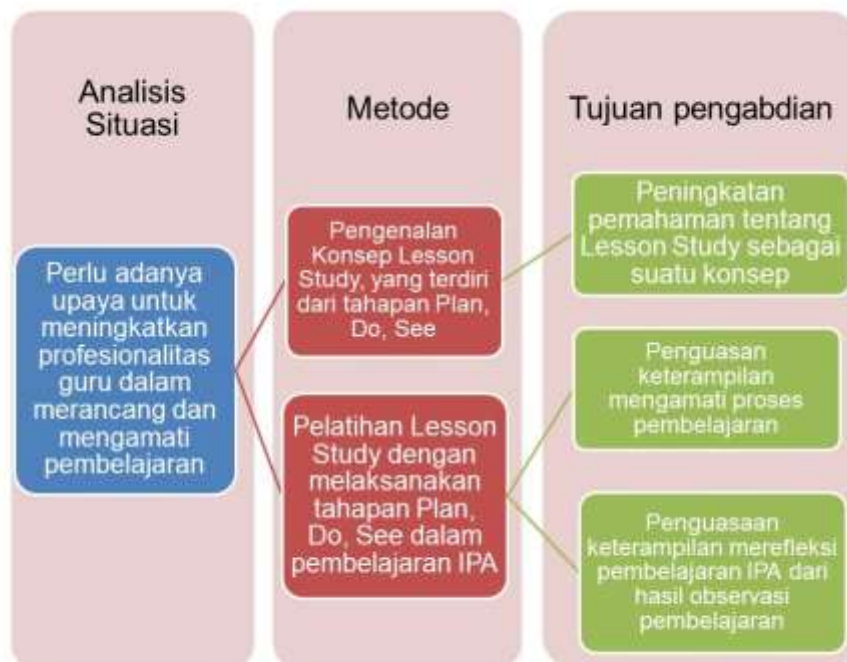 Analisis
Situasi
Perlu adanya
upaya untuk
meningkatkan
profesionalitas
guru dalam
merancang dan
mengamati
pembelajaran
Metode
Pengenalan
Konsep Lesson
Study, yang terdiri
dari tahapan Plan,
Do, See
Pelatihan Lesson
Study dengan
melaksanakan
tahapan Plan,
Do, See dalam
pembelajaran IPA
Tujuan pengabdian
Peningkatan
pemahaman tentang
Lesson Study sebagai
suatu konsep
Penguasan
keterampilan
mengamati proses
pembelajaran
Penguasaan
keterampilan merefleksi
pembelajaran IPA dari
hasil observasi
pembelajaran